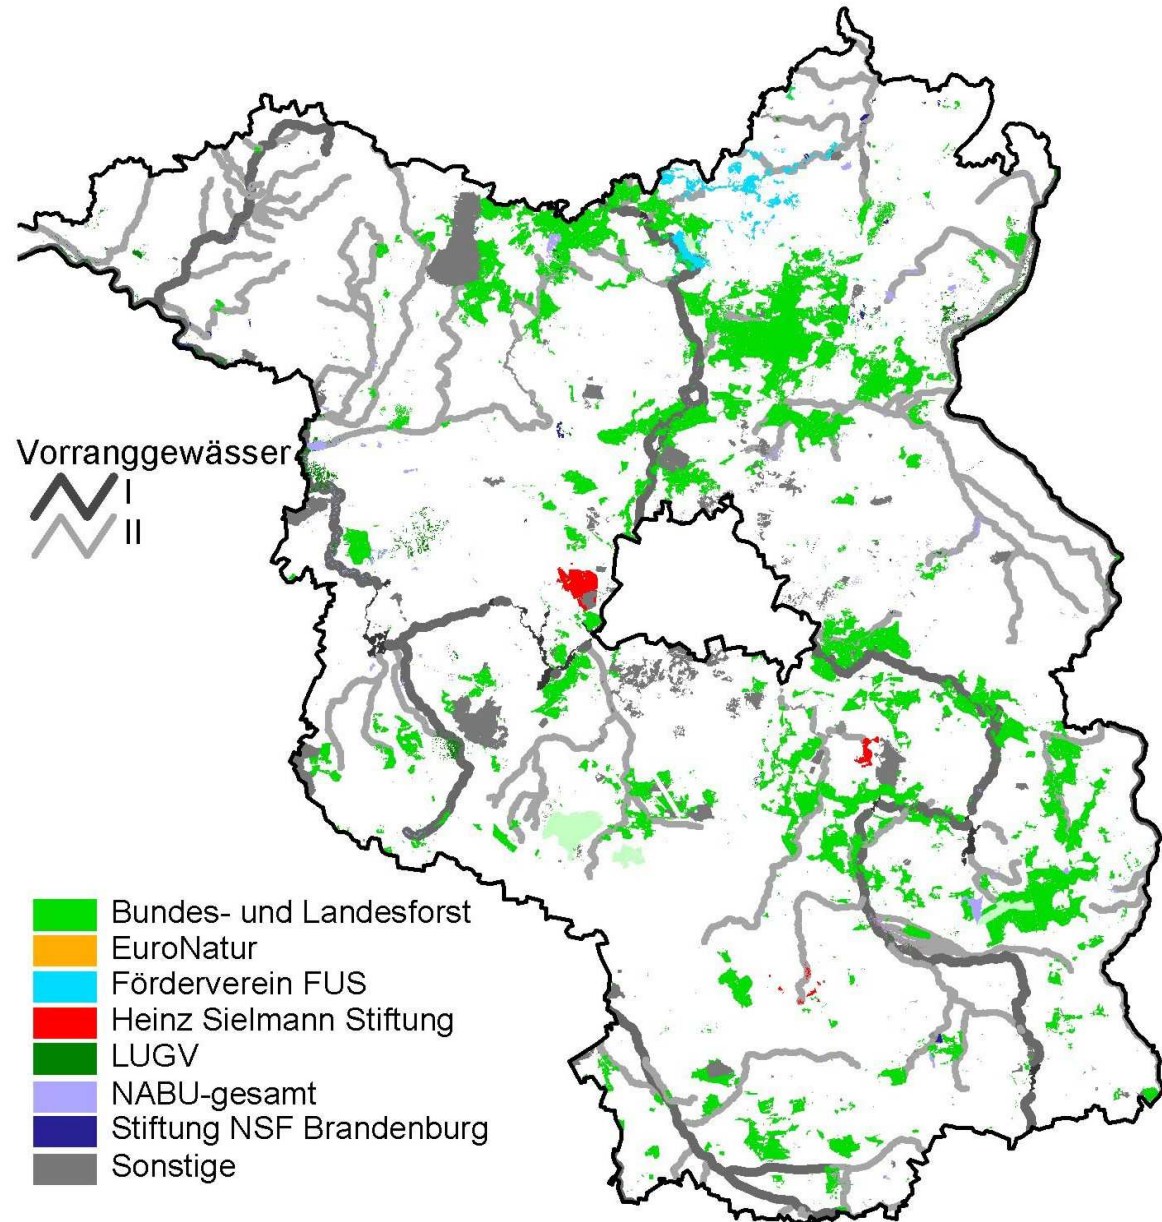 Vorranggewässer
I
II
Bundes- und Landesforst
EuroNatur
Förderverein FUS
Heinz Sielmann Stiftung
LUGV
NABU-gesamt
Stiftung NSF Brandenburg
Sonstige